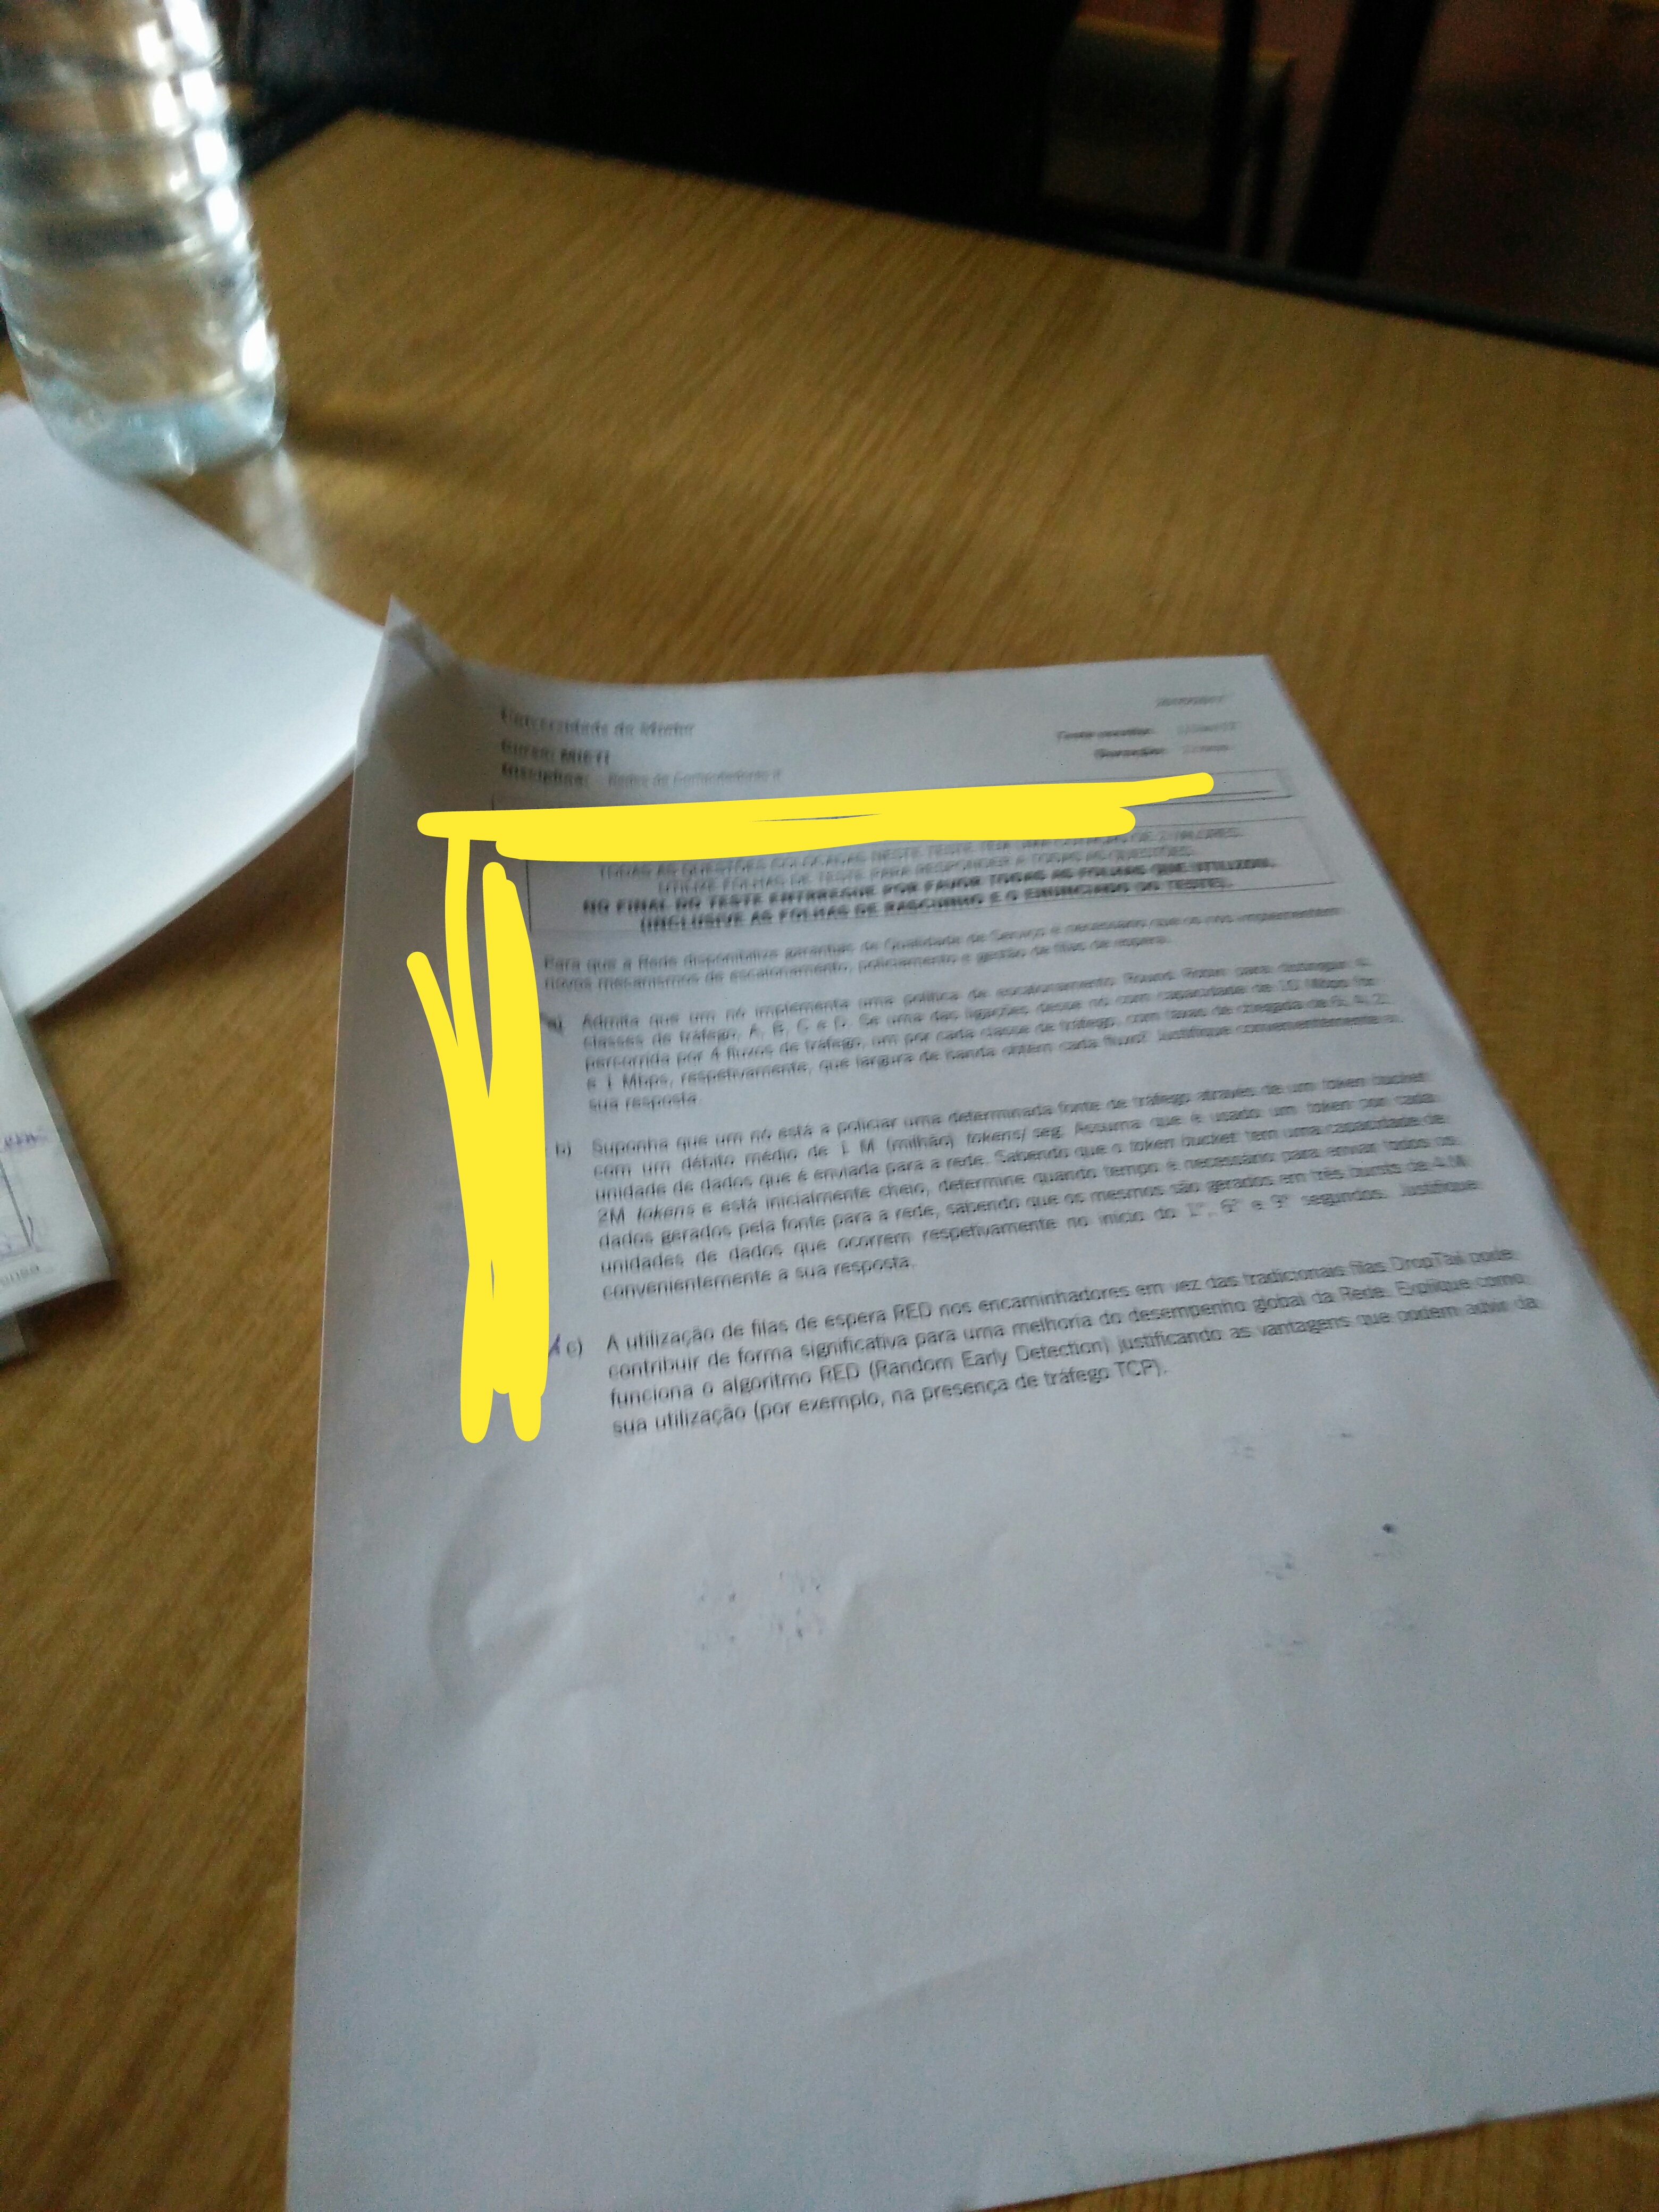 Universidade do Minho
Curso: MIETI
Disciplina: Redes de Computadores II
Teste escrito:
Duração:
TODAS AS QUESTÕES COLOCADAS NESTE TESTE TEM UMA COTAÇÃO DE 2 VALORES.
UTILIZE FOLHAS DE TESTE PARA RESPONDER A TODAS AS QUESTÕES.
NO FINAL DO TESTE ENTREGUE POR FAVOR TODAS AS FOLHAS QUE UTILIZOU,
(INCLUSIVE AS FOLHAS DE RASCUNHO E O ENUNCIADO DO TESTE).
Para que a Rede disponibilize garantias de Qualidade de Serviço é necessário que os nós implementem
novos mecanismos de escalonamento, policiamento e gestão de filas de espera.
a) Admita que um nó implementa uma política de escalonamento Round Robin para distinguir 4
classes de tráfego, A, B, C e D. Se uma das ligações desse nó com capacidade de 10 Mbps for
percorrida por 4 fluxos de tráfego, um por cada classe de tráfego, com taxas de chegada de 6, 4, 2,
e 1 Mbps, respetivamente, que largura de banda obtém cada fluxo? Justifique convenientemente a
sua resposta.
b) Suponha que um nó está a policiar uma determinada fonte de tráfego através de um token bucket
com um débito médio de 1 M (milhão) tokens/ seg. Assuma que é usado um token por cada
unidade de dados que é enviada para a rede. Sabendo que o token bucket tem uma capacidade de
2M tokens e está inicialmente cheio, determine quando tempo é necessário para enviar todos os
dados gerados pela fonte para a rede, sabendo que os mesmos são gerados em três bursts de 4 M
unidades de dados que ocorrem respetivamente no início do 1º, 6º e 9º segundos. Justifique
convenientemente a sua resposta.
c) A utilização de filas de espera RED nos encaminhadores em vez das tradicionais filas DropTail pode
contribuir de forma significativa para uma melhoria do desempenho global da Rede. Explique como
funciona o algoritmo RED (Random Early Detection) justificando as vantagens que podem advir da
sua utilização (por exemplo, na presença de tráfego TCP).